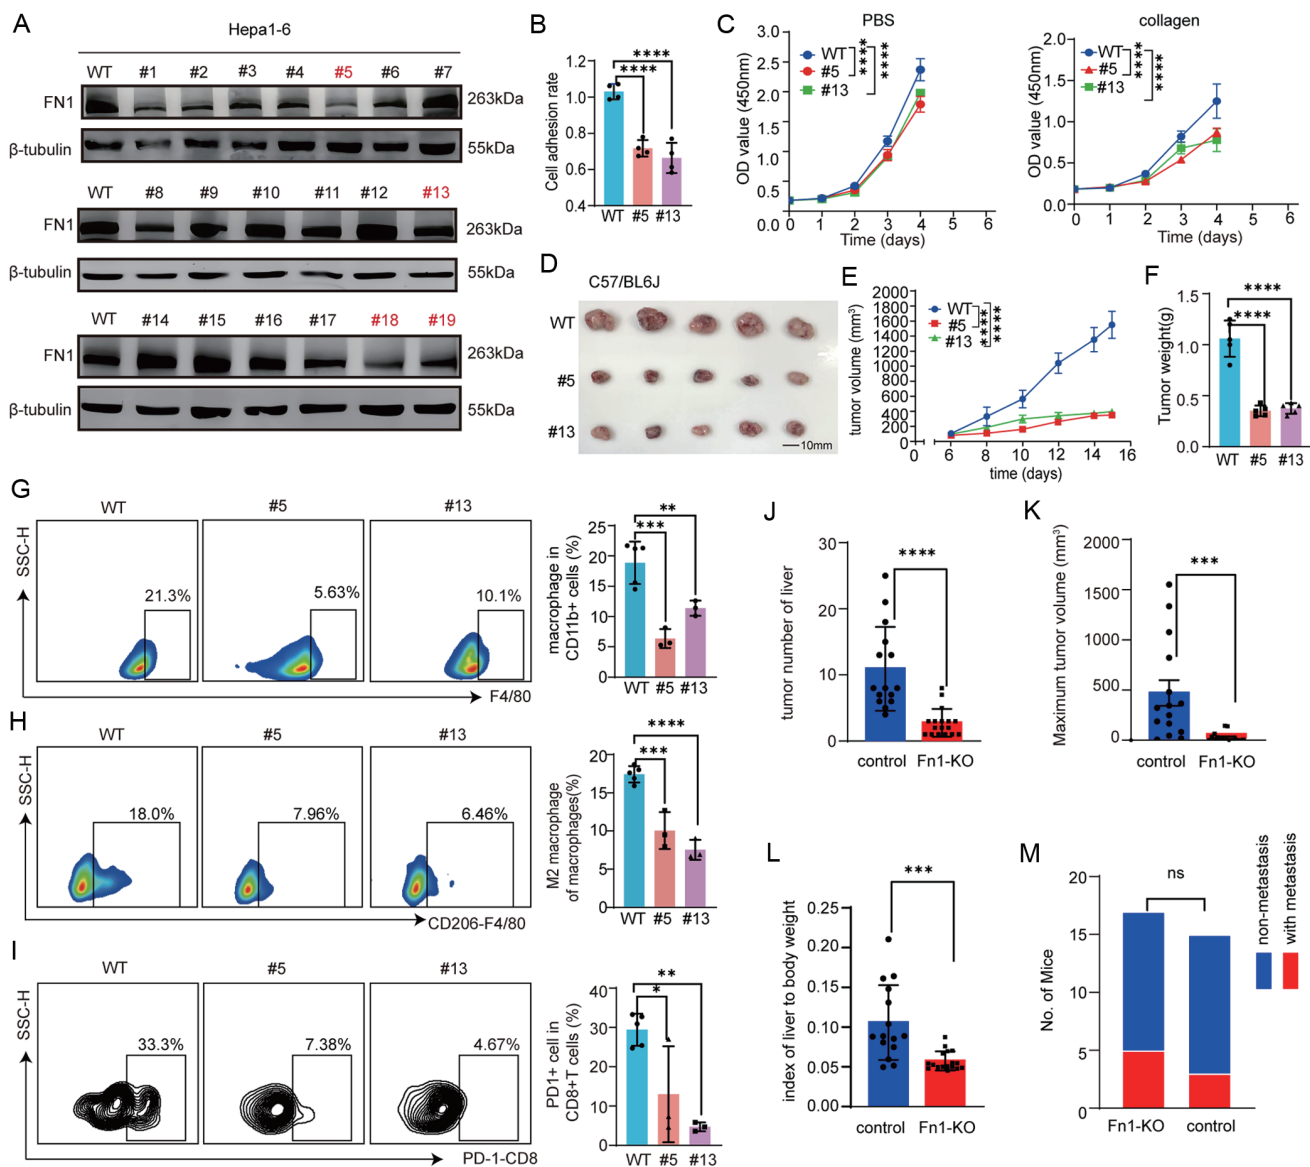 A
Hepa1-6
WT #1 #2 #3 #4 #5 #6 #7
FN1
263kDa
β-tubulin
55kDa
WT #8 #9 #10 #11 #12 #13
FN1
263kDa
β-tubulin
55kDa
WT #14 #15 #16 #17 #18 #19
FN1
263kDa
β-tubulin
55kDa
B
****
****
Cell adhesion rate
1.2
1.0
0.8
0.6
0.4
WT #5 #13
C
PBS
OD value (450nm)
3.0
2.5
2.0
1.5
1.0
0.5
0.0
WT
#5
#13
****
****
0 1 2 3 4 6
Time (days)
collagen
OD value (450nm)
2.0
1.5
1.0
0.5
0.0
WT
#5
#13
****
****
0 1 2 3 4 6
Time (days)
D
C57/BL6J
WT
#5
#13
10mm
E
tumor volume (mm³)
2000
1800
1600
1400
1200
1000
800
600
400
200
0
WT
#5
#13
****
****
0 6 8 10 12 14 16
time (days)
F
Tumor weight(g)
1.5
1.0
0.5
0.0
****
****
WT #5 #13
G
WT #5 #13
SSC-H
21.3%
5.63%
10.1%
F4/80
macrophage in
CD11b+ cells (%)
25
20
15
10
5
0
**
***
WT #5 #13
H
WT #5 #13
SSC-H
18.0%
7.96%
6.46%
CD206-F4/80
M2 macrophage
of macrophages(%)
20
15
10
5
0
****
***
WT #5 #13
I
WT #5 #13
SSC-H
33.3%
7.38%
4.67%
PD-1-CD8
PD1+ cell in
CD8+T cells (%)
40
30
20
10
0
**
*
WT #5 #13
J
tumor number of liver
30
20
10
0
****
control Fn1-KO
K
Maximum tumor volume (mm³)
2000
1500
1000
500
0
***
control Fn1-KO
L
index of liver to body weight
0.25
0.20
0.15
0.10
0.05
0.00
***
control Fn1-KO
M
No. of Mice
20
15
10
5
0
ns
Fn1-KO control
non-metastasis
with metastasis